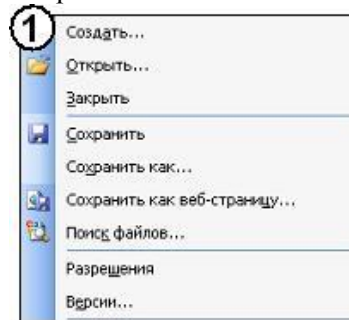 1
Создать...
Открыть...
Закрыть
Сохранить
Сохранить как...
Сохранить как веб-страницу...
Поиск файлов...
Разрешения
Версии...